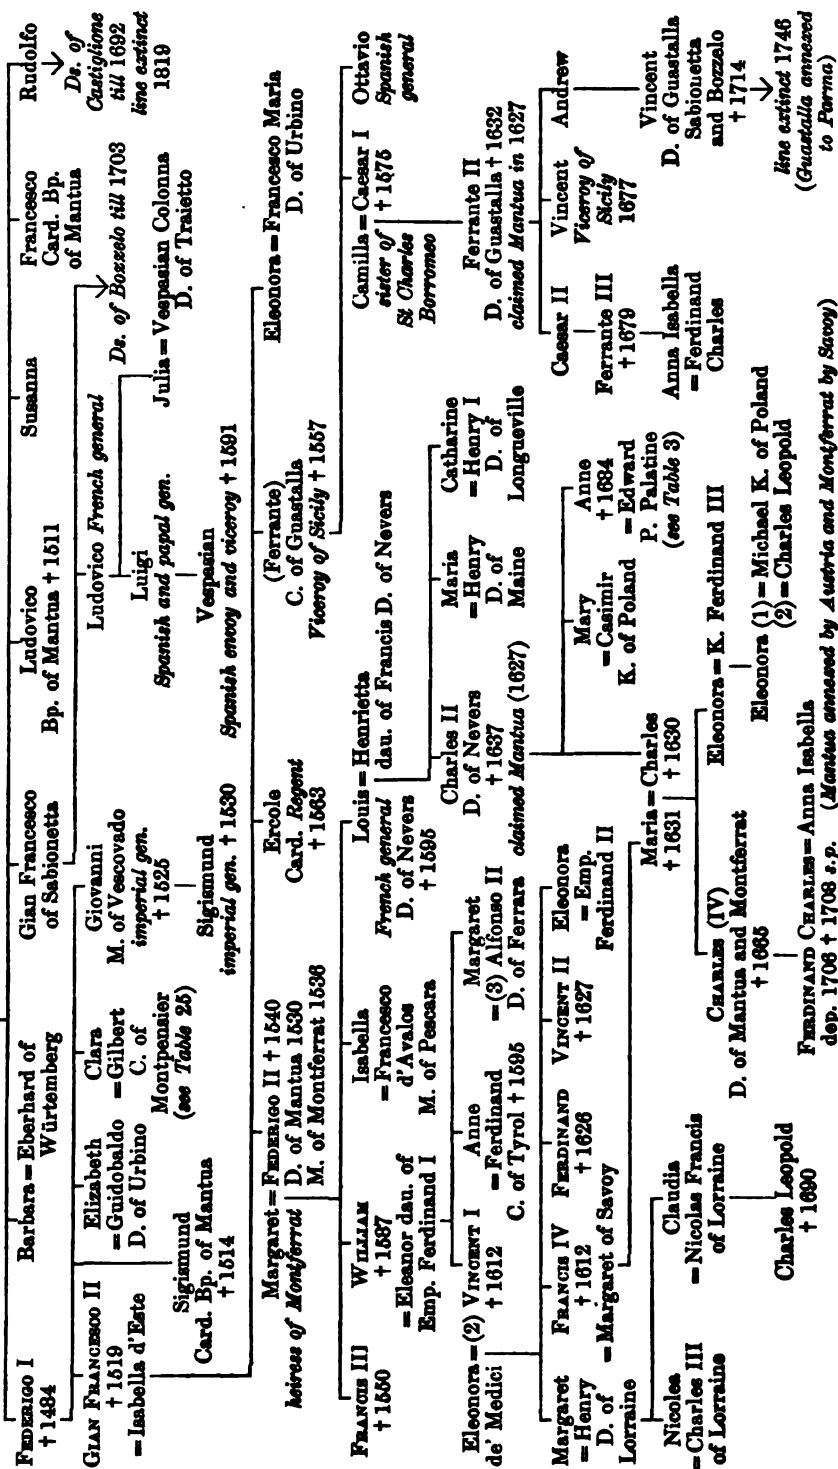 FEDERIGO I
† 1484
Barbara = Eberhard of
Würtemberg
Gian Francesco
of Sabionetta
Ludovico
Bp. of Mantua † 1511
Susanna
Francesco
Card. Bp.
of Mantua
Rudolfo
Ds. of
Castiglione
till 1692
line extinct
1819
GIAN FRANCESCO II
† 1519
= Isabella d'Este
Elizabeth
= Guidobaldo
D. of Urbino
Clara
= Gilbert
C. of
Montpensier
(see Table 25)
Giovanni
M. of Vescovado
imperial gen.
† 1525
Ludovico French general
Ds. of Bozzelo till 1703
Sigismund
Card. Bp. of Mantua
† 1514
Sigismund
imperial gen. † 1530
Luigi
Spanish and papal gen.
Julia = Vespasian Colonna
D. of Traietto
Vespasian
Spanish envoy and viceroy † 1591
Margaret = FEDERIGO II † 1540
heiress of Montferrat
D. of Mantua 1530
M. of Montferrat 1536
Ercole
Card. Regent
† 1563
(Ferrante)
C. of Guastalla
Viceroy of Sicily † 1557
Eleonora = Francesco Maria
D. of Urbino
FRANCIS III
† 1550
WILLIAM
† 1587
= Eleanor dau. of
Emp. Ferdinand I
Isabella
= Francesco
d'Avalos
M. of Pescara
Louis = Henrietta
French general
D. of Nevers
† 1595
dau. of Francis D. of Nevers
Camilla = Caesar I
sister of
St Charles
Borromeo
† 1575
Ottavio
Spanish
general
Eleonora = (2) VINCENT I
de' Medici
† 1612
Anne
= Ferdinand
C. of Tyrol † 1595
Margaret
= (3) Alfonso II
D. of Ferrara
Charles II
D. of Nevers
† 1637
claimed Mantua (1627)
Maria
= Henry
D. of
Maine
Catharine
= Henry I
D. of
Longueville
Ferrante II
D. of Guastalla † 1632
claimed Mantua in 1627
Margaret
= Henry
D. of
Lorraine
FRANCIS IV
† 1612
= Margaret of Savoy
FERDINAND
† 1626
VINCENT II
† 1627
Eleonora
= Emp.
Ferdinand II
Mary
= Casimir
K. of Poland
Anne
† 1684
= Edward
P. Palatine
(see Table 3)
Caesar II
Vincent
Viceroy of
Sicily
1677
Andrew
Ferrante III
† 1679
Nicolea
= Charles III
of Lorraine
Claudia
= Nicolas Francis
of Lorraine
Maria = Charles
† 1631
† 1630
Anna Isabella
= Ferdinand
Charles
Vincent
D. of Guastalla
Sabionetta
and Bozzelo
† 1714
CHARLES (IV)
D. of Mantua and Montferrat
† 1665
Eleonora = K. Ferdinand III
Charles Leopold
† 1690
Eleonora (1) = Michael K. of Poland
(2) = Charles Leopold
line extinct 1746
(Guastalla annexed
to Parma)
FERDINAND CHARLES = Anna Isabella
dep. 1706 † 1708 s.p.
(Mantua annexed by Austria and Montferrat by Savoy)